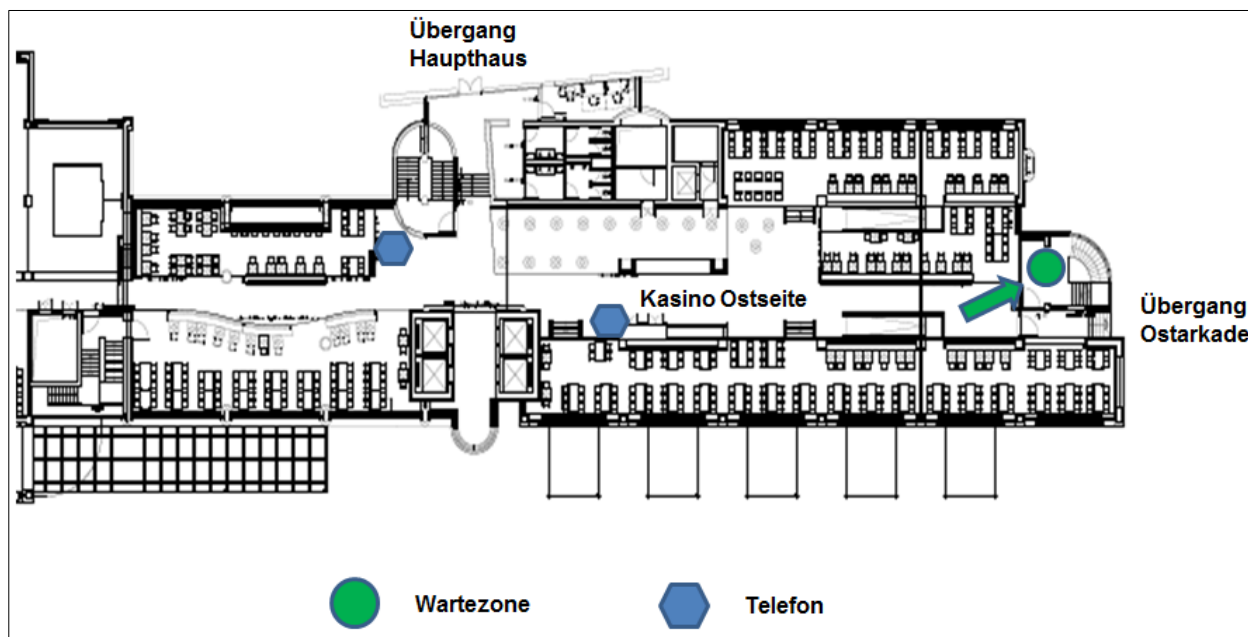 Übergang
Haupthaus
Kasino Ostseite
Übergang
Ostarkade
Wartezone
Telefon